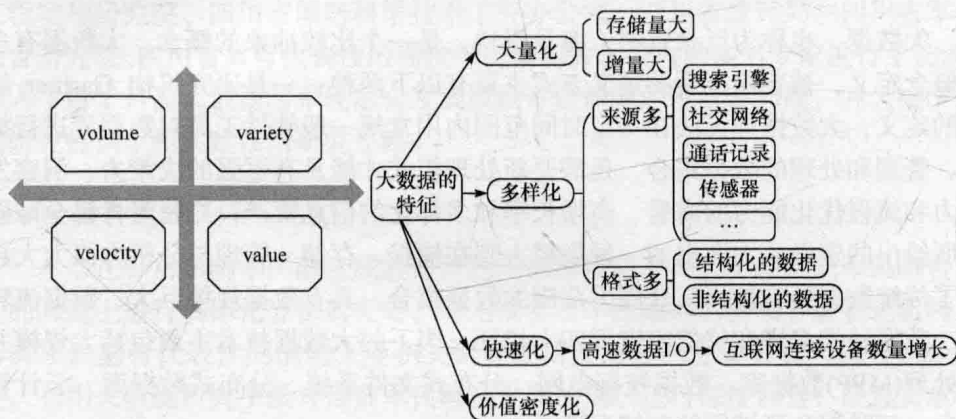 volume
variety
velocity
value
大数据的
特征
大量化
存储量大
增量大
多样化
来源多
搜索引擎
社交网络
通话记录
传感器
…
格式多
结构化的数据
非结构化的数据
快速化
高速数据I/O
互联网连接设备数量增长
价值密度化